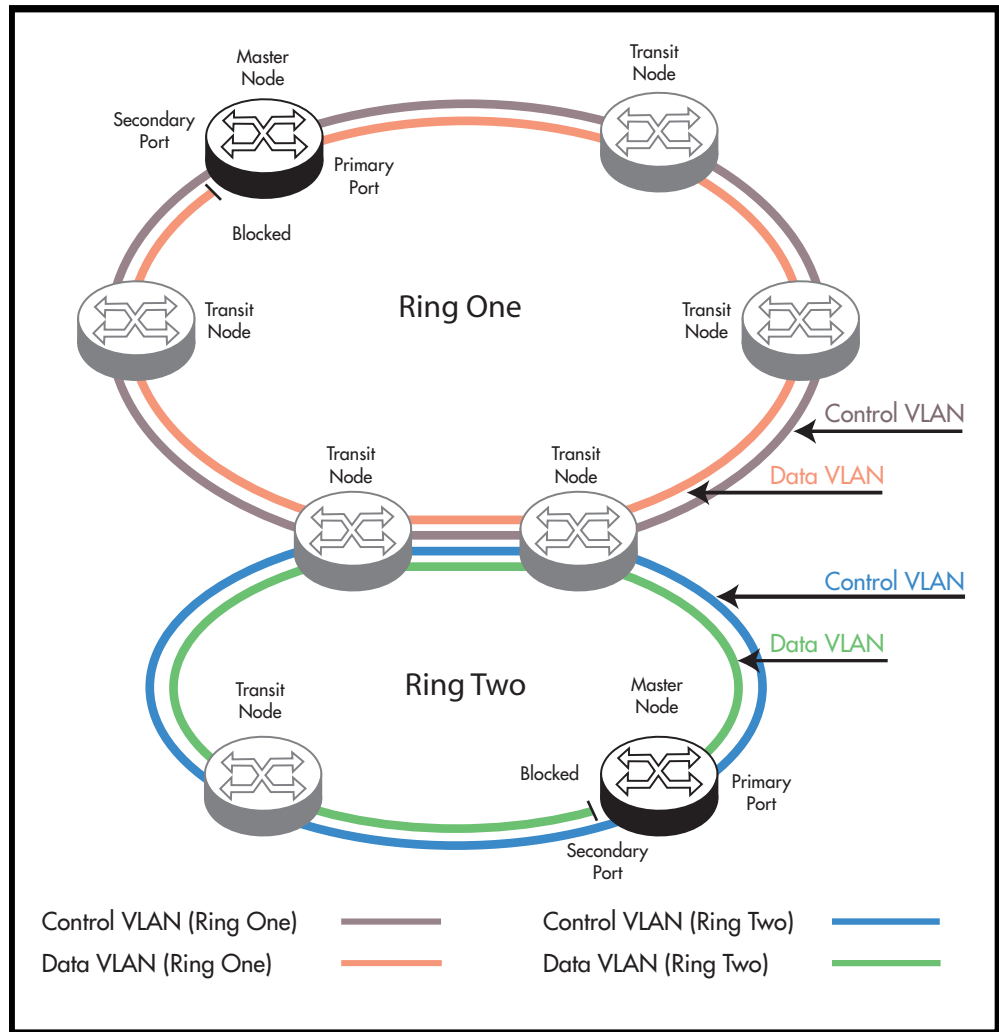 Master
Node
Transit
Node
Secondary
Port
Primary
Port
Blocked
Ring One
Transit
Node
Transit
Node
Control VLAN
Transit
Node
Transit
Node
Data VLAN
Control VLAN
Data VLAN
Ring Two
Transit
Node
Master
Node
Blocked
Primary
Port
Secondary
Port
Control VLAN (Ring One)
Control VLAN (Ring Two)
Data VLAN (Ring One)
Data VLAN (Ring Two)